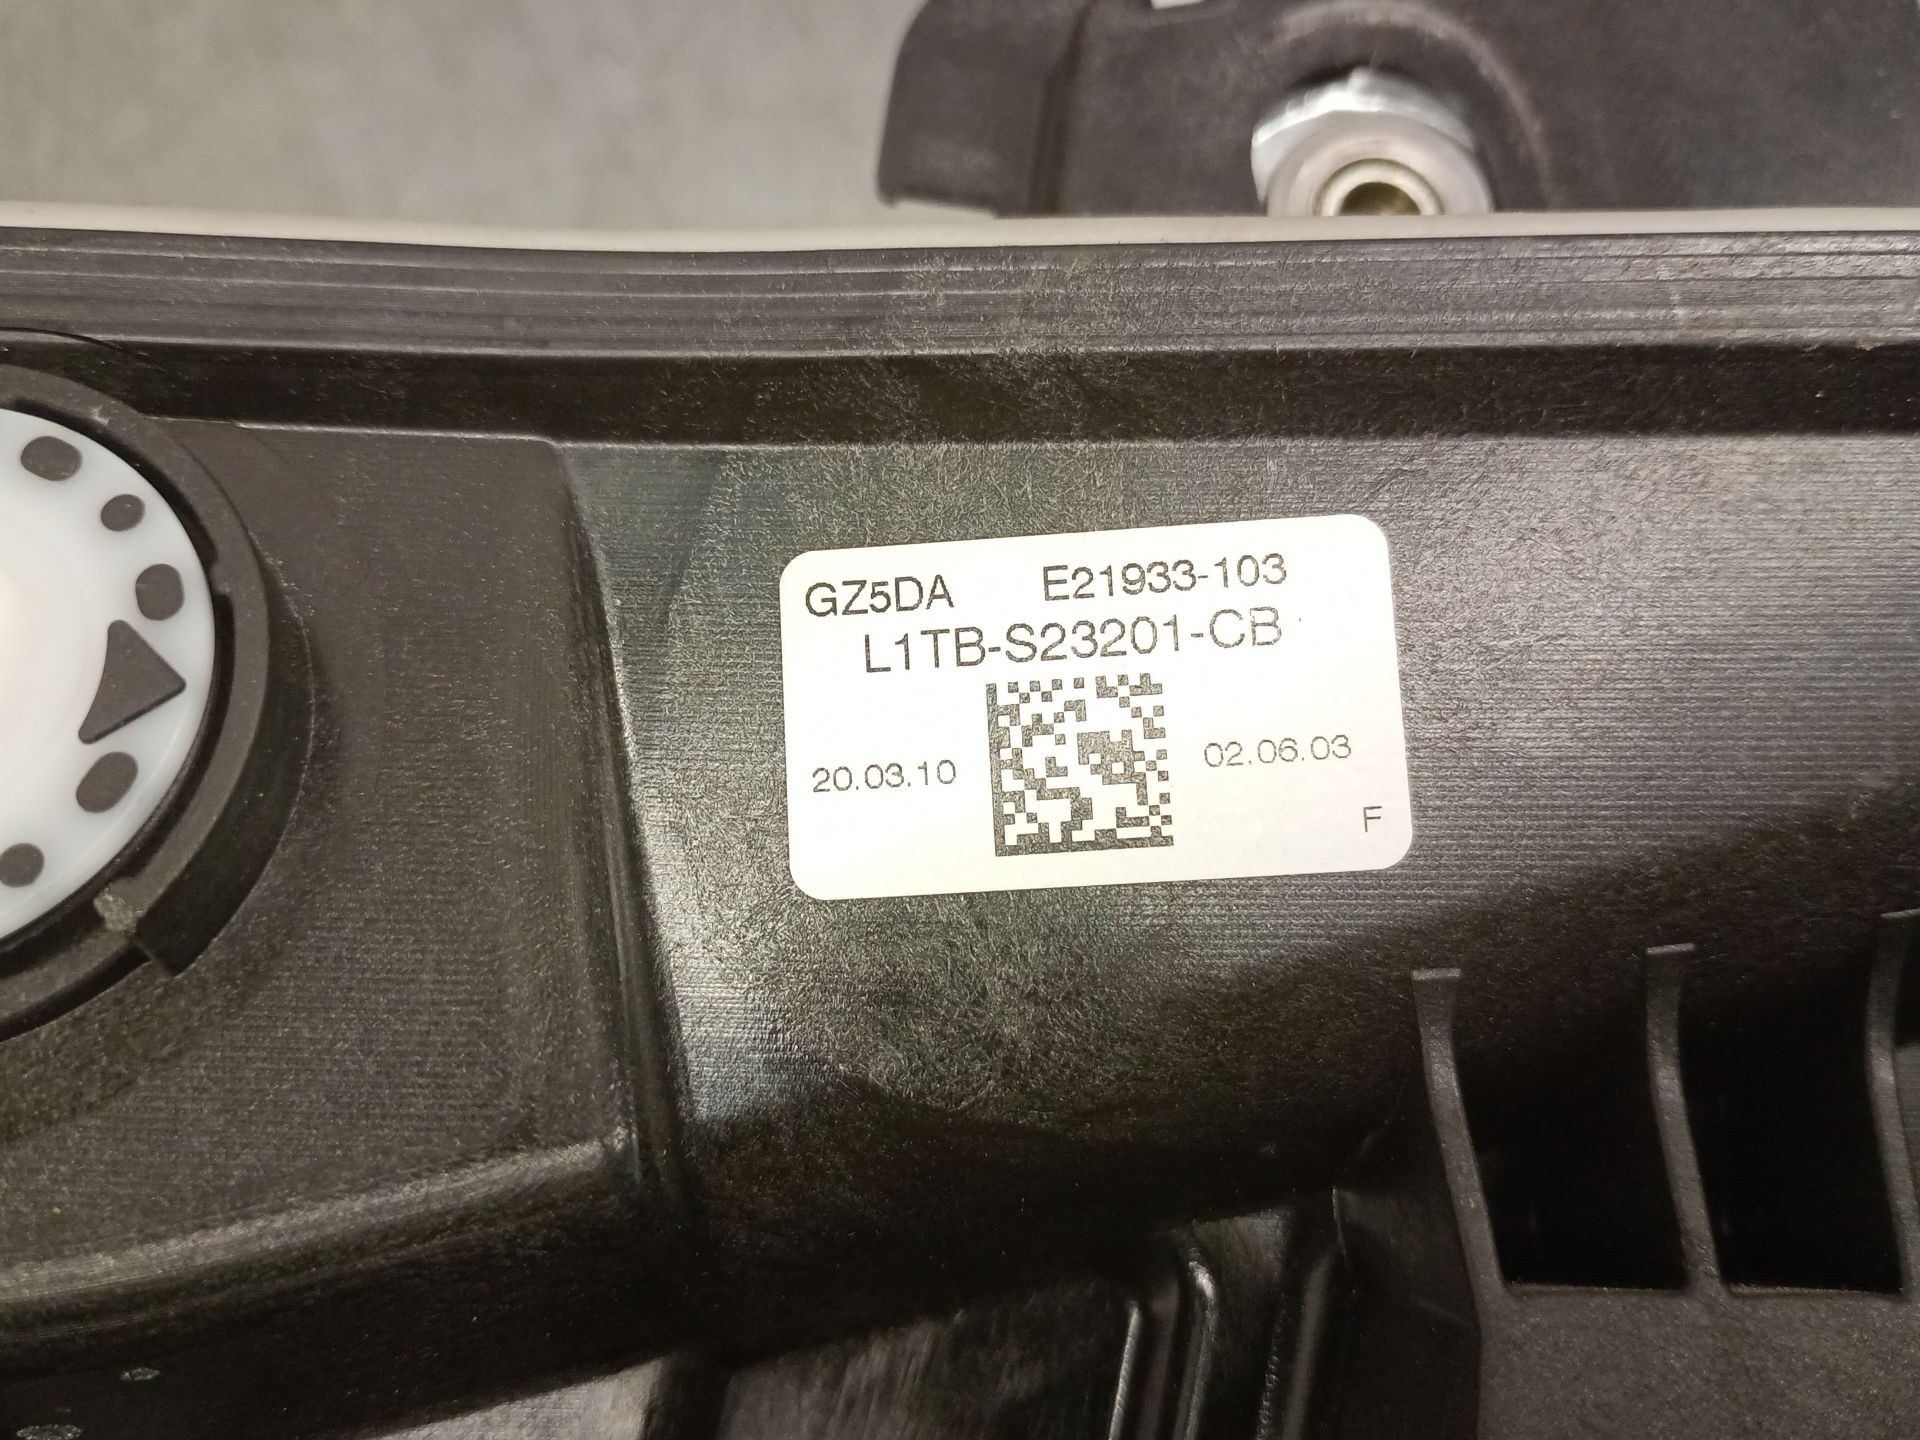 GZ5DA E21933-103
L1TB-S23201-CB
20.03.10 02.06.03
F